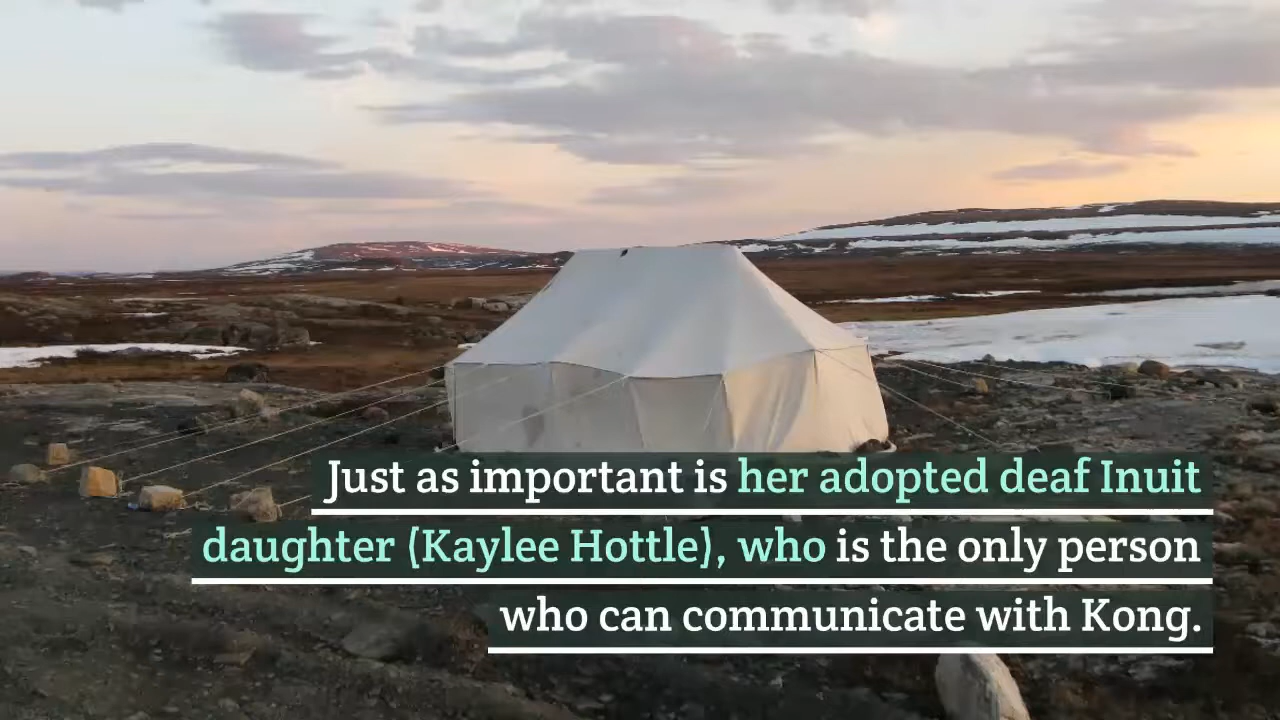 Just as important is her adopted deaf Inuit
daughter (Kaylee Hottle), who is the only person
who can communicate with Kong.